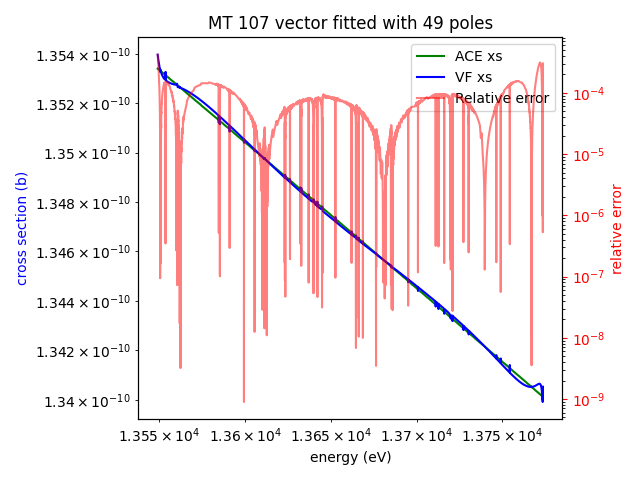 MT 107 vector fitted with 49 poles
ACE xs
VF xs
Relative error
cross section (b)
1.354 × 10⁻¹⁰
1.352 × 10⁻¹⁰
1.35 × 10⁻¹⁰
1.348 × 10⁻¹⁰
1.346 × 10⁻¹⁰
1.344 × 10⁻¹⁰
1.342 × 10⁻¹⁰
1.34 × 10⁻¹⁰
10⁻⁴
10⁻⁵
10⁻⁶
10⁻⁷
10⁻⁸
10⁻⁹
relative error
1.355 × 10⁴ 1.36 × 10⁴ 1.365 × 10⁴ 1.37 × 10⁴ 1.375 × 10⁴
energy (eV)